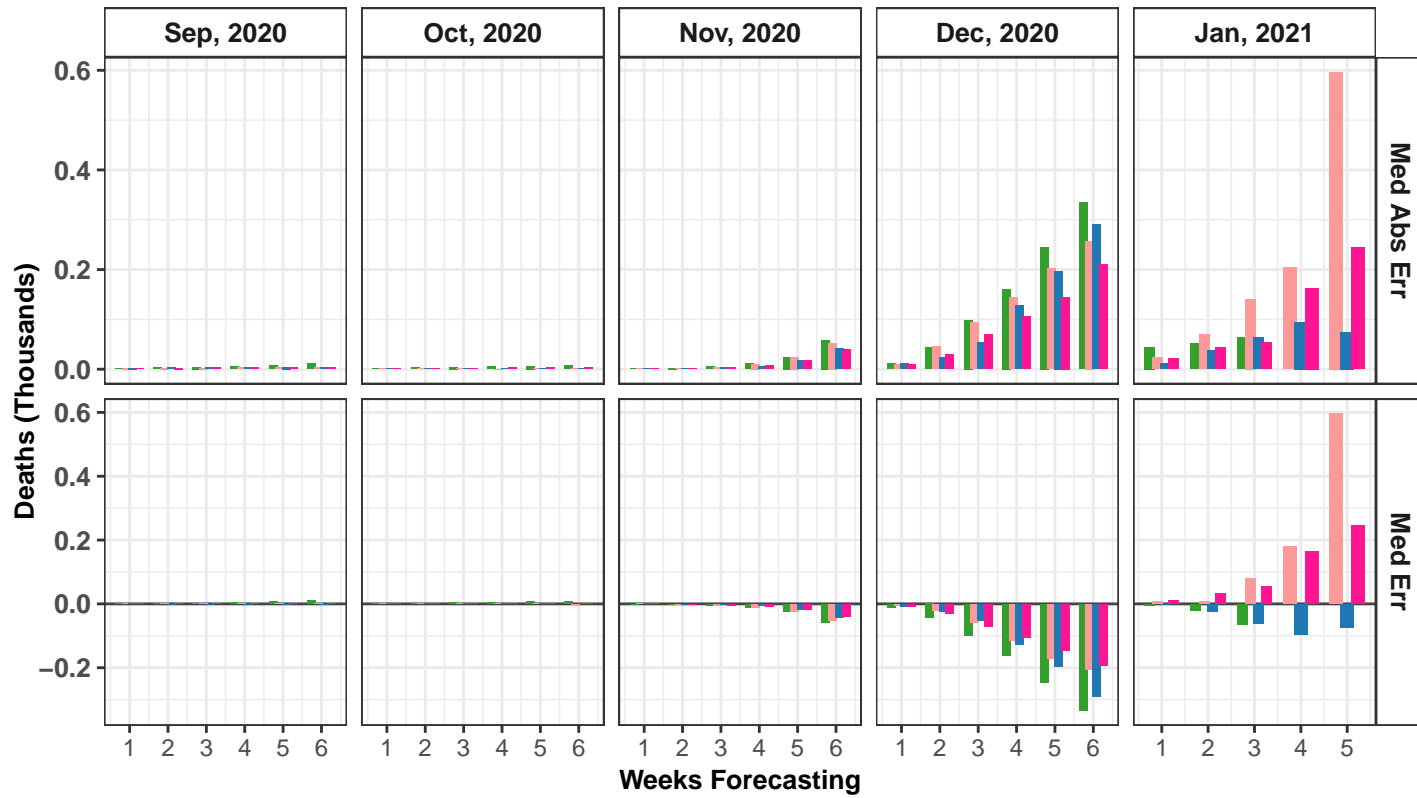 Sep, 2020 Oct, 2020 Nov, 2020 Dec, 2020 Jan, 2021
0.6
0.4
0.2
0.0
Med Abs Err
0.6
0.4
0.2
0.0
−0.2
Med Err
Deaths (Thousands)
1 2 3 4 5 6 1 2 3 4 5 6 1 2 3 4 5 6 1 2 3 4 5 6 1 2 3 4 5
Weeks Forecasting